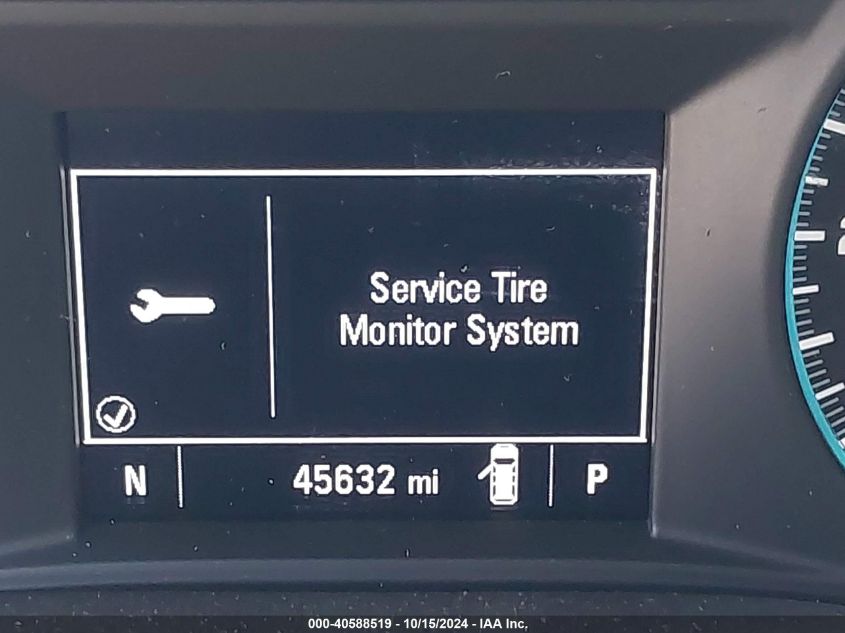 Service Tire
Monitor System
N 45632 mi P
000-40588519 - 10/15/2024 - IAA Inc.